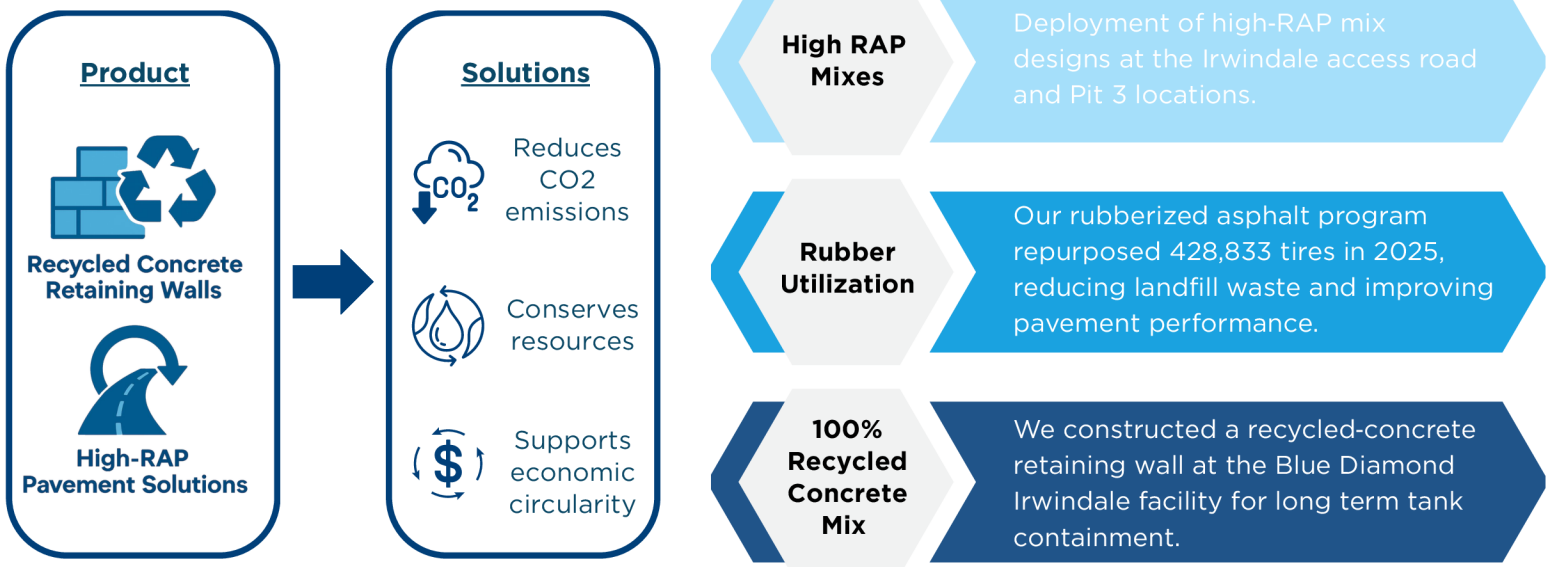 Product
Recycled Concrete
Retaining Walls
High-RAP
Pavement Solutions
Solutions
Reduces
CO2
emissions
CO2
Conserves
resources
$
Supports
economic
circularity
High RAP
Mixes
Deployment of high-RAP mix
designs at the Irwindale access road
and Pit 3 locations.
Rubber
Utilization
Our rubberized asphalt program
repurposed 428,833 tires in 2025,
reducing landfill waste and improving
pavement performance.
100%
Recycled
Concrete
Mix
We constructed a recycled-concrete
retaining wall at the Blue Diamond
Irwindale facility for long term tank
containment.